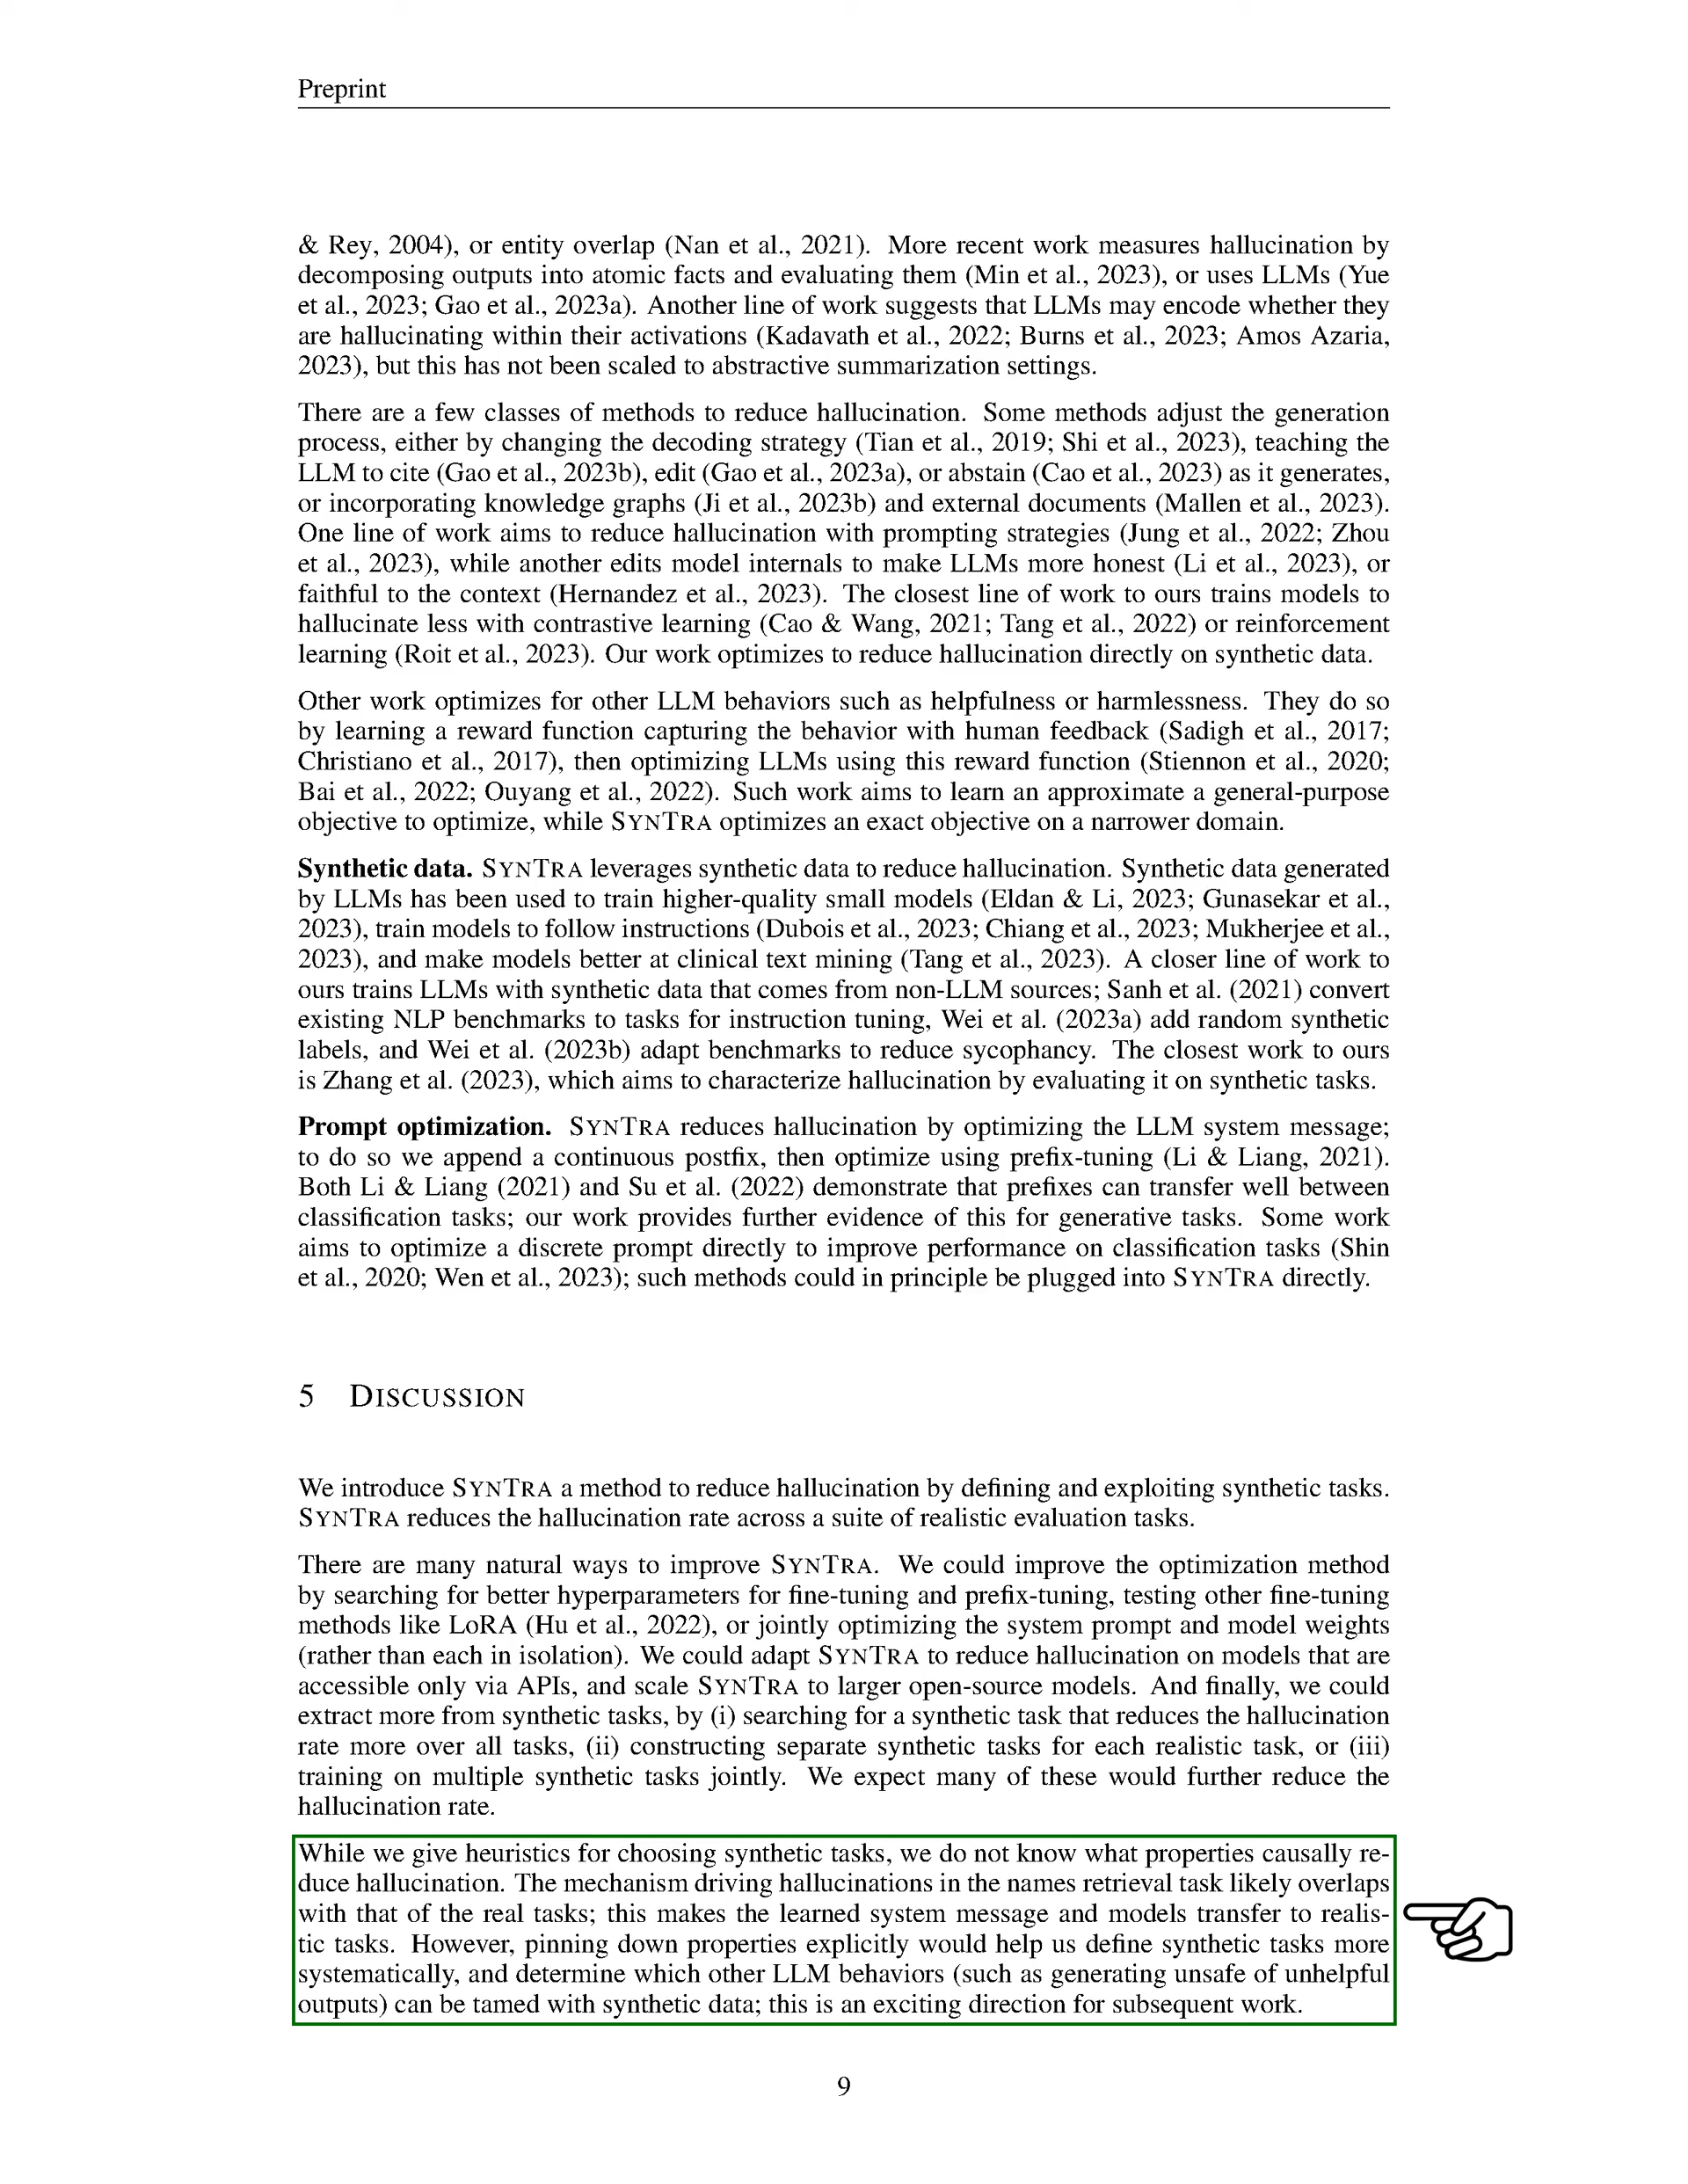 Preprint
& Rey, 2004), or entity overlap (Nan et al., 2021). More recent work measures hallucination by
decomposing outputs into atomic facts and evaluating them (Min et al., 2023), or uses LLMs (Yue
et al., 2023; Gao et al., 2023a). Another line of work suggests that LLMs may encode whether they
are hallucinating within their activations (Kadavath et al., 2022; Burns et al., 2023; Amos Azaria,
2023), but this has not been scaled to abstractive summarization settings.
There are a few classes of methods to reduce hallucination. Some methods adjust the generation
process, either by changing the decoding strategy (Tian et al., 2019; Shi et al., 2023), teaching the
LLM to cite (Gao et al., 2023b), edit (Gao et al., 2023a), or abstain (Cao et al., 2023) as it generates,
or incorporating knowledge graphs (Ji et al., 2023b) and external documents (Mallen et al., 2023).
One line of work aims to reduce hallucination with prompting strategies (Jung et al., 2022; Zhou
et al., 2023), while another edits model internals to make LLMs more honest (Li et al., 2023), or
faithful to the context (Hernandez et al., 2023). The closest line of work to ours trains models to
hallucinate less with contrastive learning (Cao & Wang, 2021; Tang et al., 2022) or reinforcement
learning (Roit et al., 2023). Our work optimizes to reduce hallucination directly on synthetic data.
Other work optimizes for other LLM behaviors such as helpfulness or harmlessness. They do so
by learning a reward function capturing the behavior with human feedback (Sadigh et al., 2017;
Christiano et al., 2017), then optimizing LLMs using this reward function (Stiennon et al., 2020;
Bai et al., 2022; Ouyang et al., 2022). Such work aims to learn an approximate a general-purpose
objective to optimize, while SYNTRA optimizes an exact objective on a narrower domain.
Synthetic data. SYNTRA leverages synthetic data to reduce hallucination. Synthetic data generated
by LLMs has been used to train higher-quality small models (Eldan & Li, 2023; Gunasekar et al.,
2023), train models to follow instructions (Dubois et al., 2023; Chiang et al., 2023; Mukherjee et al.,
2023), and make models better at clinical text mining (Tang et al., 2023). A closer line of work to
ours trains LLMs with synthetic data that comes from non-LLM sources; Sanh et al. (2021) convert
existing NLP benchmarks to tasks for instruction tuning, Wei et al. (2023a) add random synthetic
labels, and Wei et al. (2023b) adapt benchmarks to reduce sycophancy. The closest work to ours
is Zhang et al. (2023), which aims to characterize hallucination by evaluating it on synthetic tasks.
Prompt optimization. SYNTRA reduces hallucination by optimizing the LLM system message;
to do so we append a continuous postfix, then optimize using prefix-tuning (Li & Liang, 2021).
Both Li & Liang (2021) and Su et al. (2022) demonstrate that prefixes can transfer well between
classification tasks; our work provides further evidence of this for generative tasks. Some work
aims to optimize a discrete prompt directly to improve performance on classification tasks (Shin
et al., 2020; Wen et al., 2023); such methods could in principle be plugged into SYNTRA directly.
5 DISCUSSION
We introduce SYNTRA a method to reduce hallucination by defining and exploiting synthetic tasks.
SYNTRA reduces the hallucination rate across a suite of realistic evaluation tasks.
There are many natural ways to improve SYNTRA. We could improve the optimization method
by searching for better hyperparameters for fine-tuning and prefix-tuning, testing other fine-tuning
methods like LoRA (Hu et al., 2022), or jointly optimizing the system prompt and model weights
(rather than each in isolation). We could adapt SYNTRA to reduce hallucination on models that are
accessible only via APIs, and scale SYNTRA to larger open-source models. And finally, we could
extract more from synthetic tasks, by (i) searching for a synthetic task that reduces the hallucination
rate more over all tasks, (ii) constructing separate synthetic tasks for each realistic task, or (iii)
training on multiple synthetic tasks jointly. We expect many of these would further reduce the
hallucination rate.
While we give heuristics for choosing synthetic tasks, we do not know what properties causally re-
duce hallucination. The mechanism driving hallucinations in the names retrieval task likely overlaps
with that of the real tasks; this makes the learned system message and models transfer to realis-
tic tasks. However, pinning down properties explicitly would help us define synthetic tasks more
systematically, and determine which other LLM behaviors (such as generating unsafe of unhelpful
outputs) can be tamed with synthetic data; this is an exciting direction for subsequent work.
9